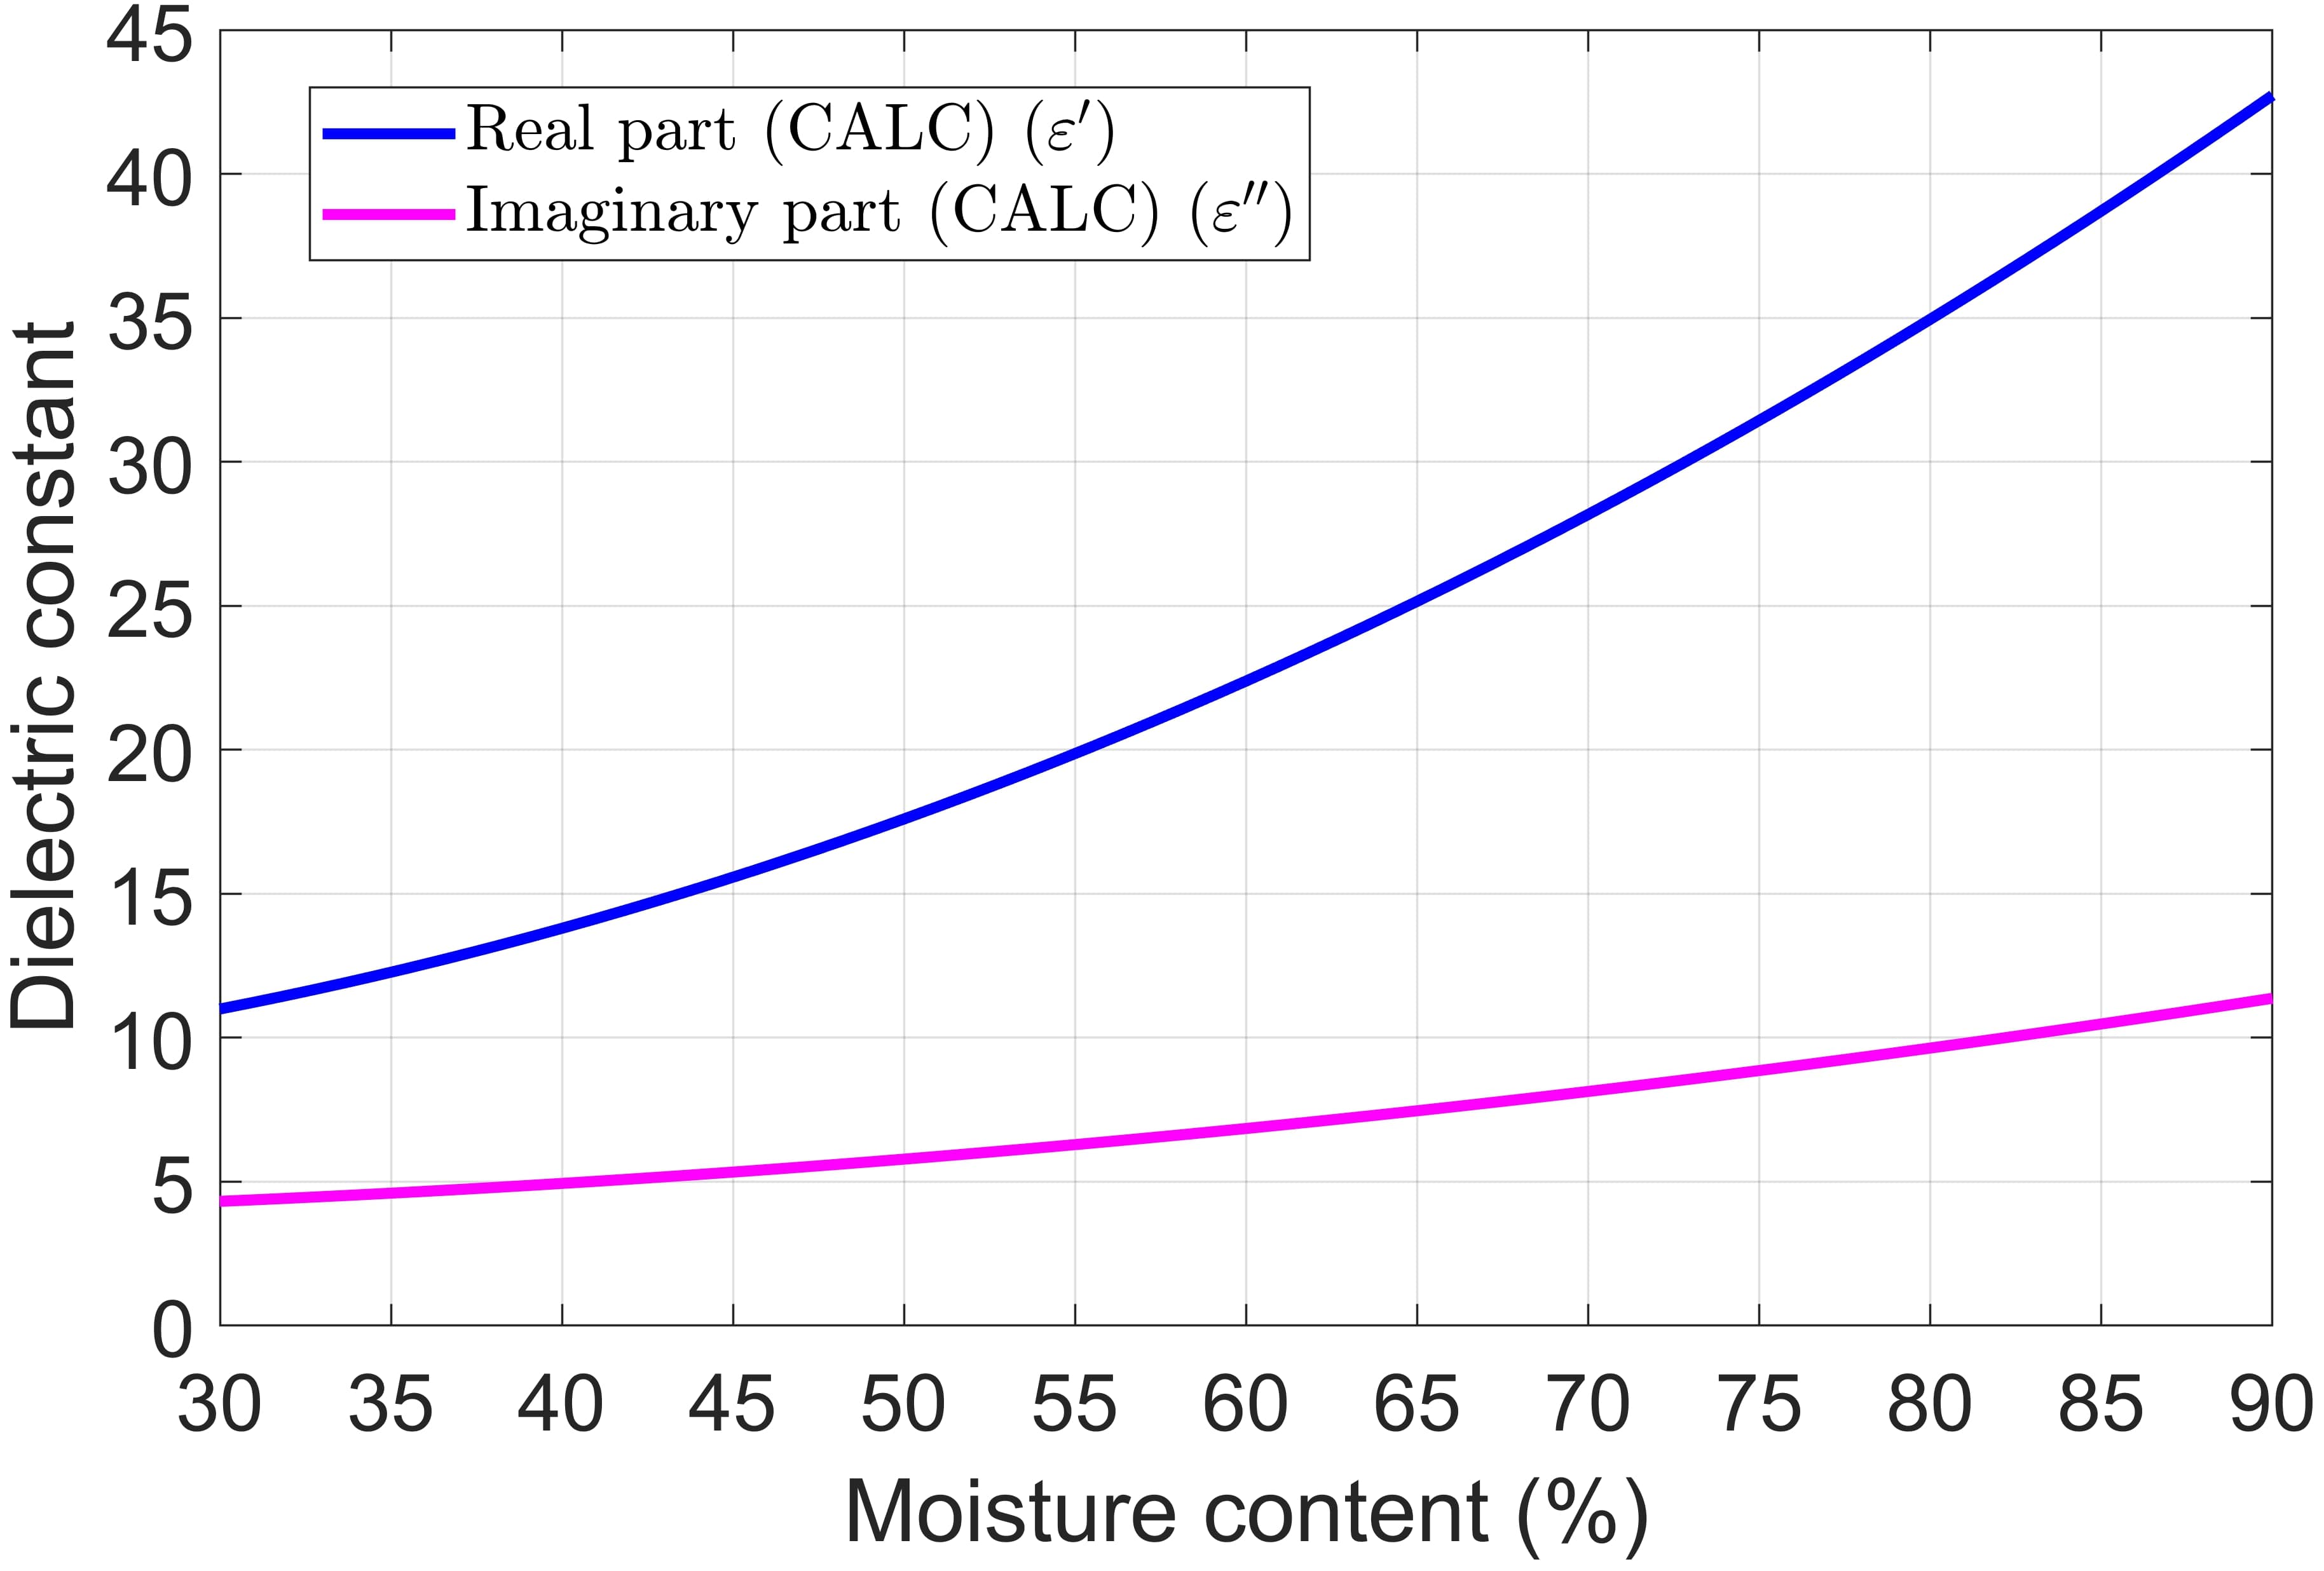 45
40
35
30
25
20
15
10
5
0
Dielectric constant
Real part (CALC) (ε′)
Imaginary part (CALC) (ε″)
30 35 40 45 50 55 60 65 70 75 80 85 90
Moisture content (%)